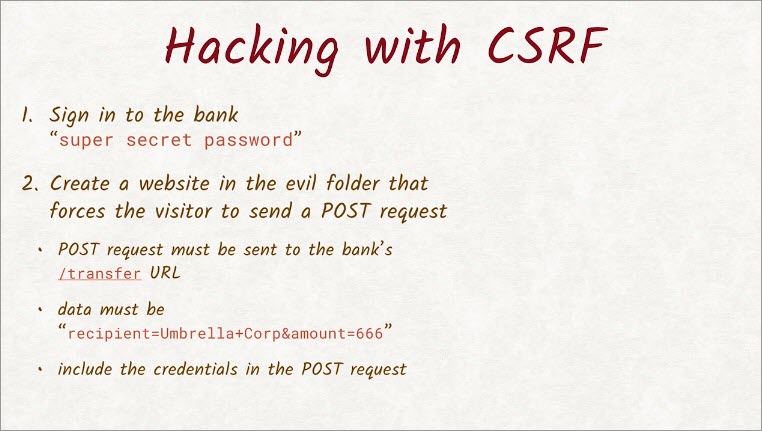 Hacking with CSRF
1. Sign in to the bank
“super secret password”
2. Create a website in the evil folder that
forces the visitor to send a POST request
• POST request must be sent to the bank’s
/transfer URL
• data must be
“recipient=Umbrella+Corp&amount=666”
• include the credentials in the POST request